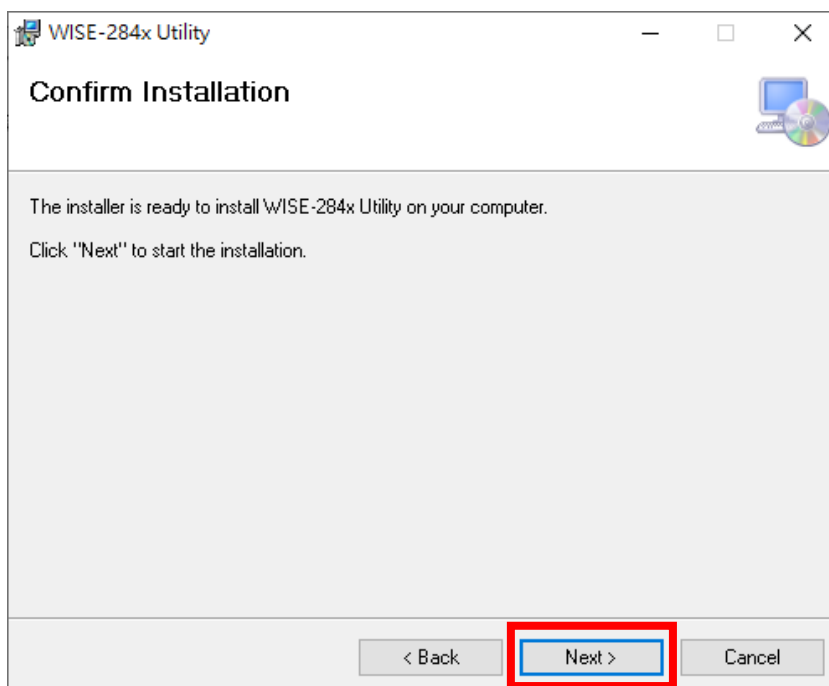 WISE-284x Utility
Confirm Installation
The installer is ready to install WISE-284x Utility on your computer.
Click "Next" to start the installation.
< Back
Next >
Cancel